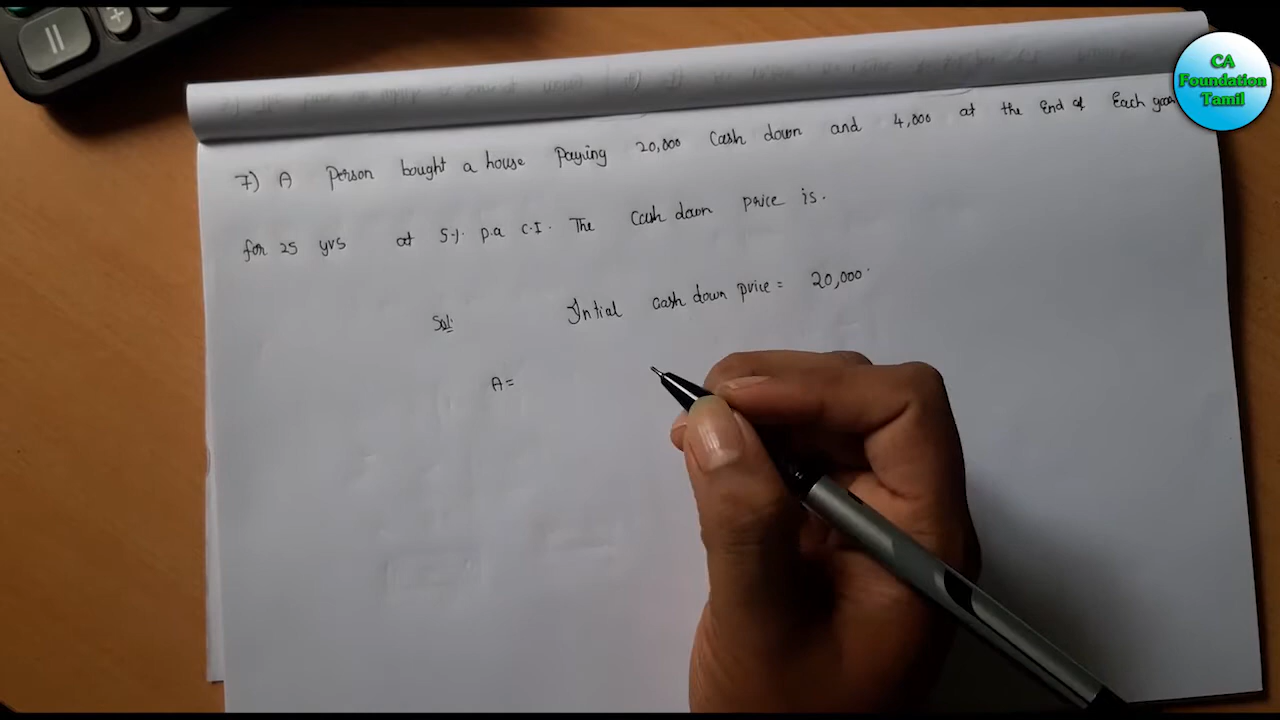 CA
Foundation
Tamil
7) A Person bought a house Paying 20,000 Cash down and 4,000 at the End of Each
for 25 yrs at 5% p.a C.I. The Cash down price is.
Sol: Intial cash down price = 20,000
A =